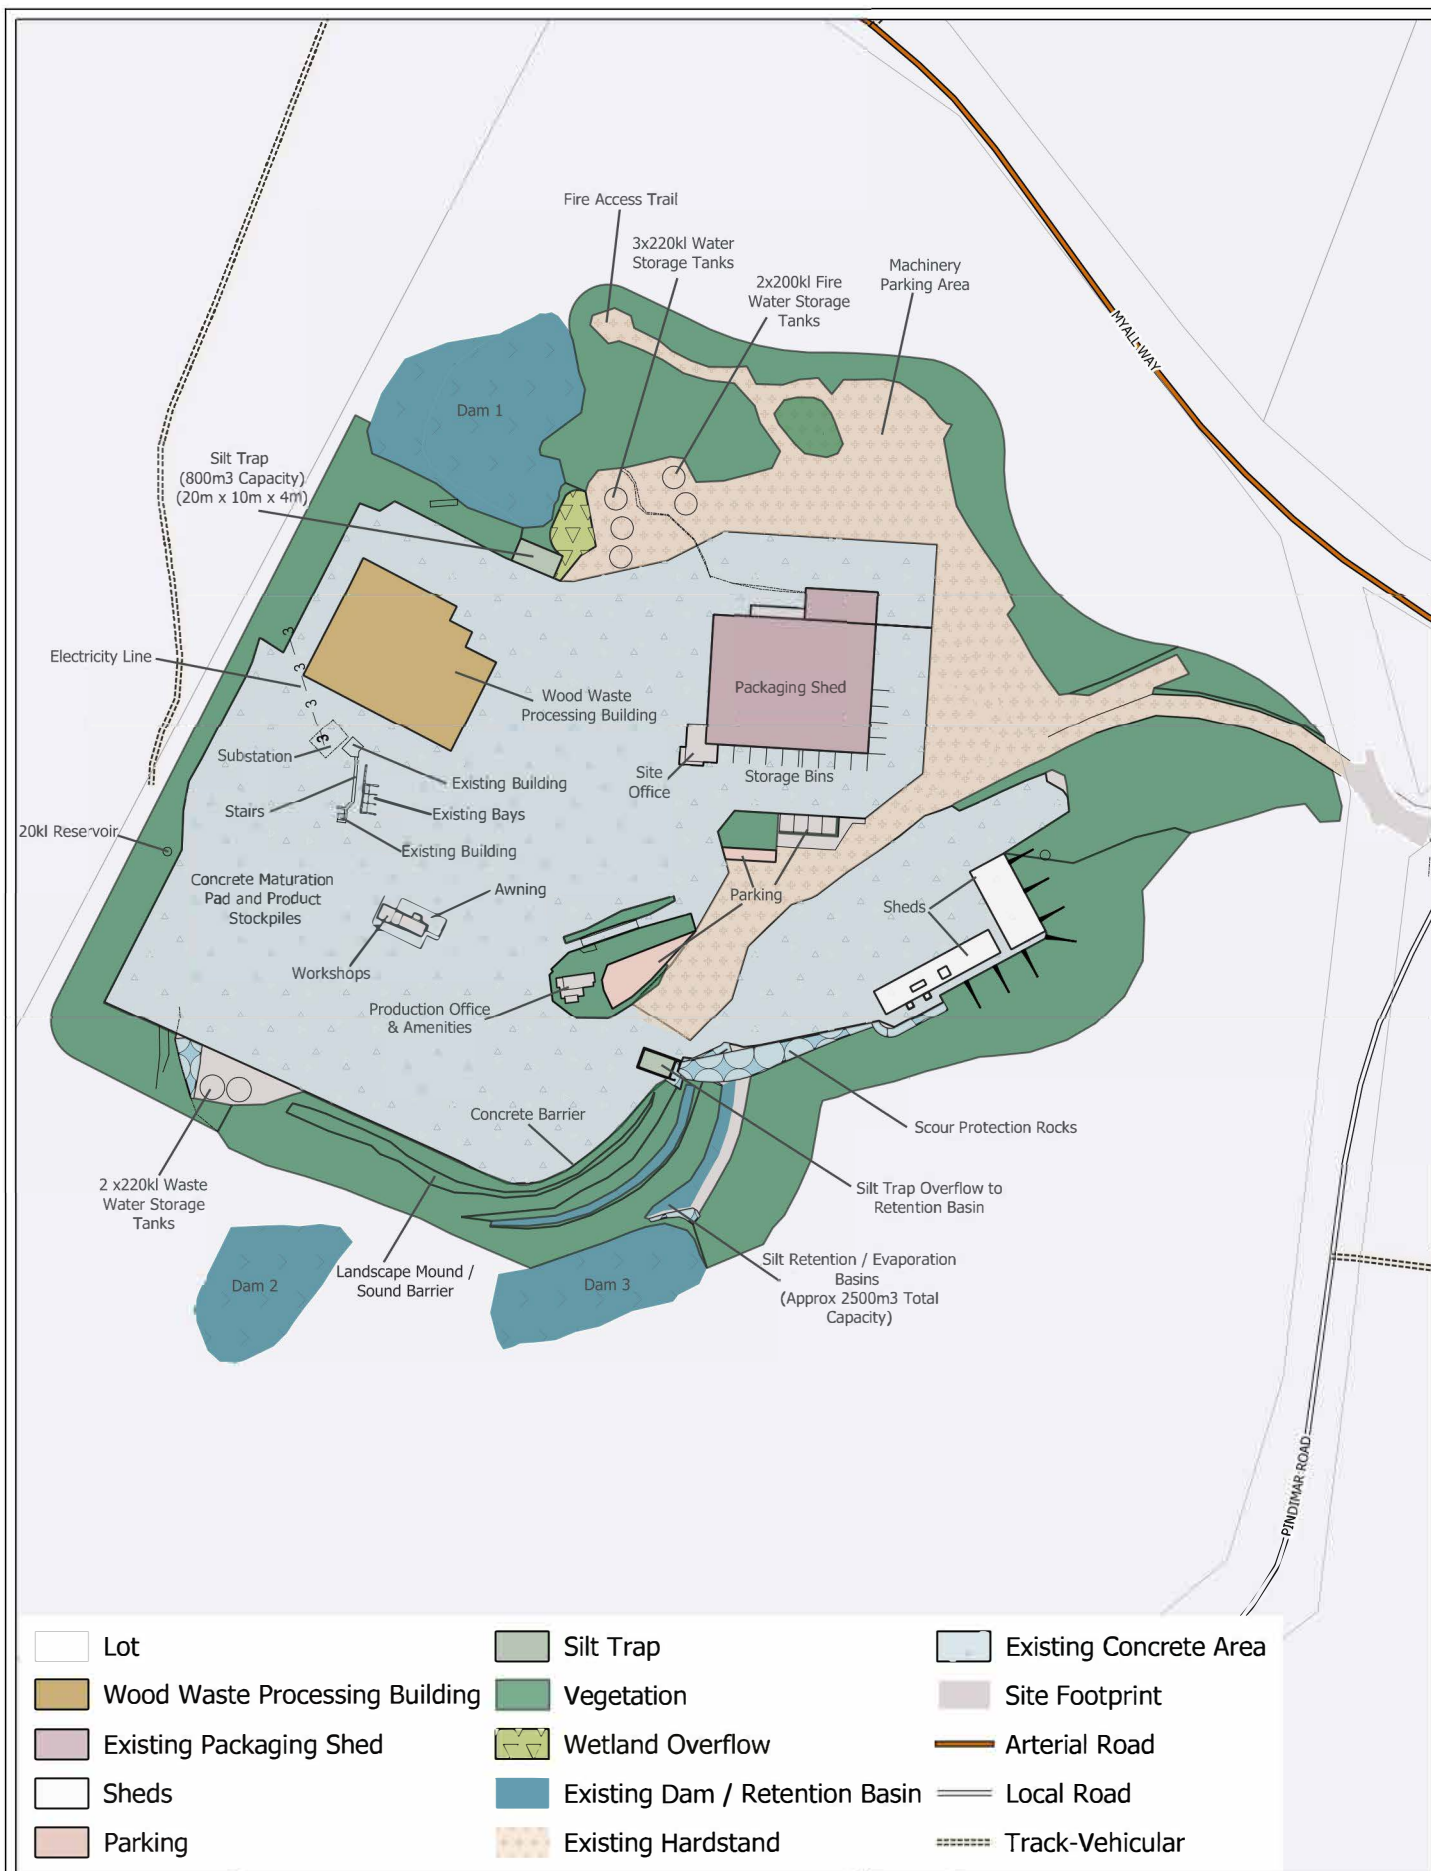 Fire Access Trail
3x220kl Water
Storage Tanks
2x200kl Fire
Water Storage
Tanks
Machinery
Parking Area
MYALL WAY
Dam 1
Silt Trap
(800m3 Capacity)
(20m x 10m x 4m)
3
3
3
3
Electricity Line
Wood Waste
Processing Building
Packaging Shed
Substation
Existing Building
Site
Office
Storage Bins
Stairs
Existing Bays
20kl Reservoir
Existing Building
Concrete Maturation
Pad and Product
Stockpiles
Awning
Parking
Sheds
Workshops
Production Office
& Amenities
Concrete Barrier
Scour Protection Rocks
2 x220kl Waste
Water Storage
Tanks
Silt Trap Overflow to
Retention Basin
Landscape Mound /
Sound Barrier
Dam 2
Dam 3
Silt Retention / Evaporation
Basins
(Approx 2500m3 Total
Capacity)
PINDIMAR ROAD
Lot
Wood Waste Processing Building
Existing Packaging Shed
Sheds
Parking
Silt Trap
Vegetation
Wetland Overflow
Existing Dam / Retention Basin
Existing Hardstand
Existing Concrete Area
Site Footprint
Arterial Road
Local Road
Track-Vehicular